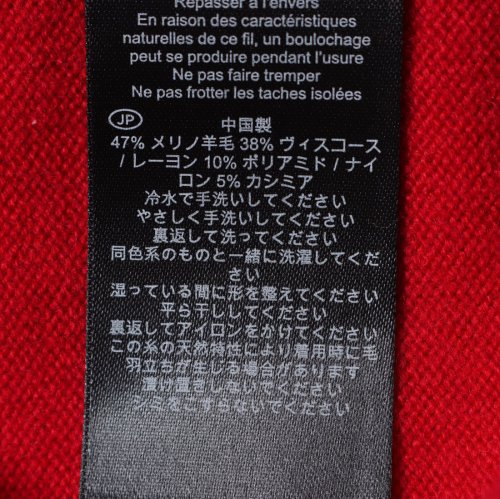 Repasser à l'envers
En raison des caractéristiques
naturelles de ce fil, un boulochage
peut se produire pendant l'usure
Ne pas faire tremper
Ne pas frotter les taches isolées
JP 中国製
47% メリノ羊毛 38% ヴィスコース
/ レーヨン 10% ポリアミド / ナイ
ロン 5% カシミア
冷水で手洗いしてください
やさしく手洗いしてください
裏返して洗ってください
同色系のものと一緒に洗濯してくだ
さい
湿っている間に形を整えてください
平ら干ししてください
裏返してアイロンをかけてください
この糸の天然特性により着用時に毛
羽立ちが生じる場合があります
漬け置きしないでください
シミをこすらないでください